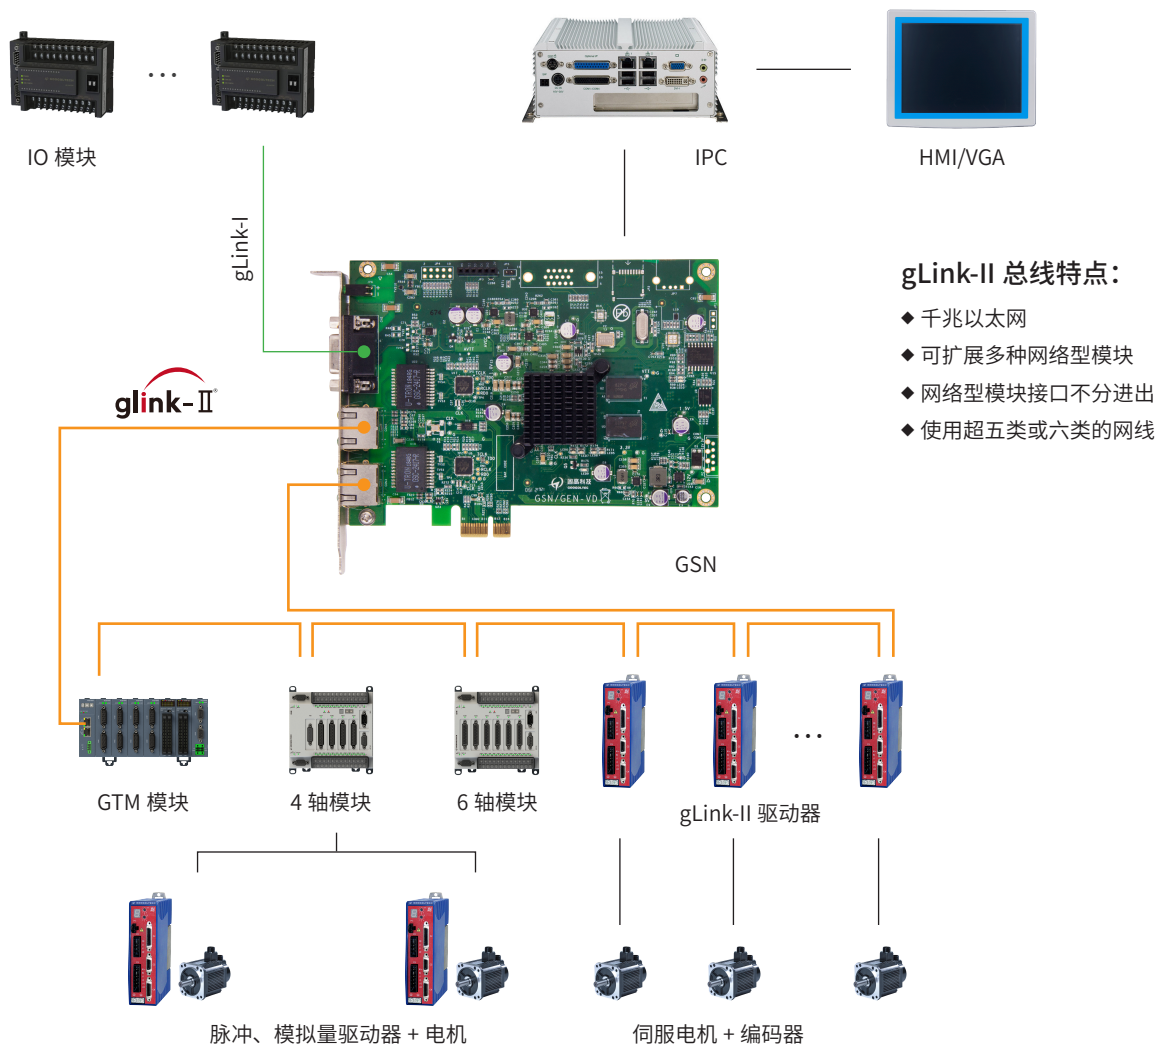 IO 模块
IPC
HMI/VGA
gLink-I
gLink-II 总线特点：
◆ 千兆以太网
◆ 可扩展多种网络型模块
◆ 网络型模块接口不分进出
◆ 使用超五类或六类的网线
glink-II
固高科技
GSN/GEN-VD
GSN
GTM 模块
4 轴模块
6 轴模块
gLink-II 驱动器
脉冲、模拟量驱动器 + 电机
伺服电机 + 编码器